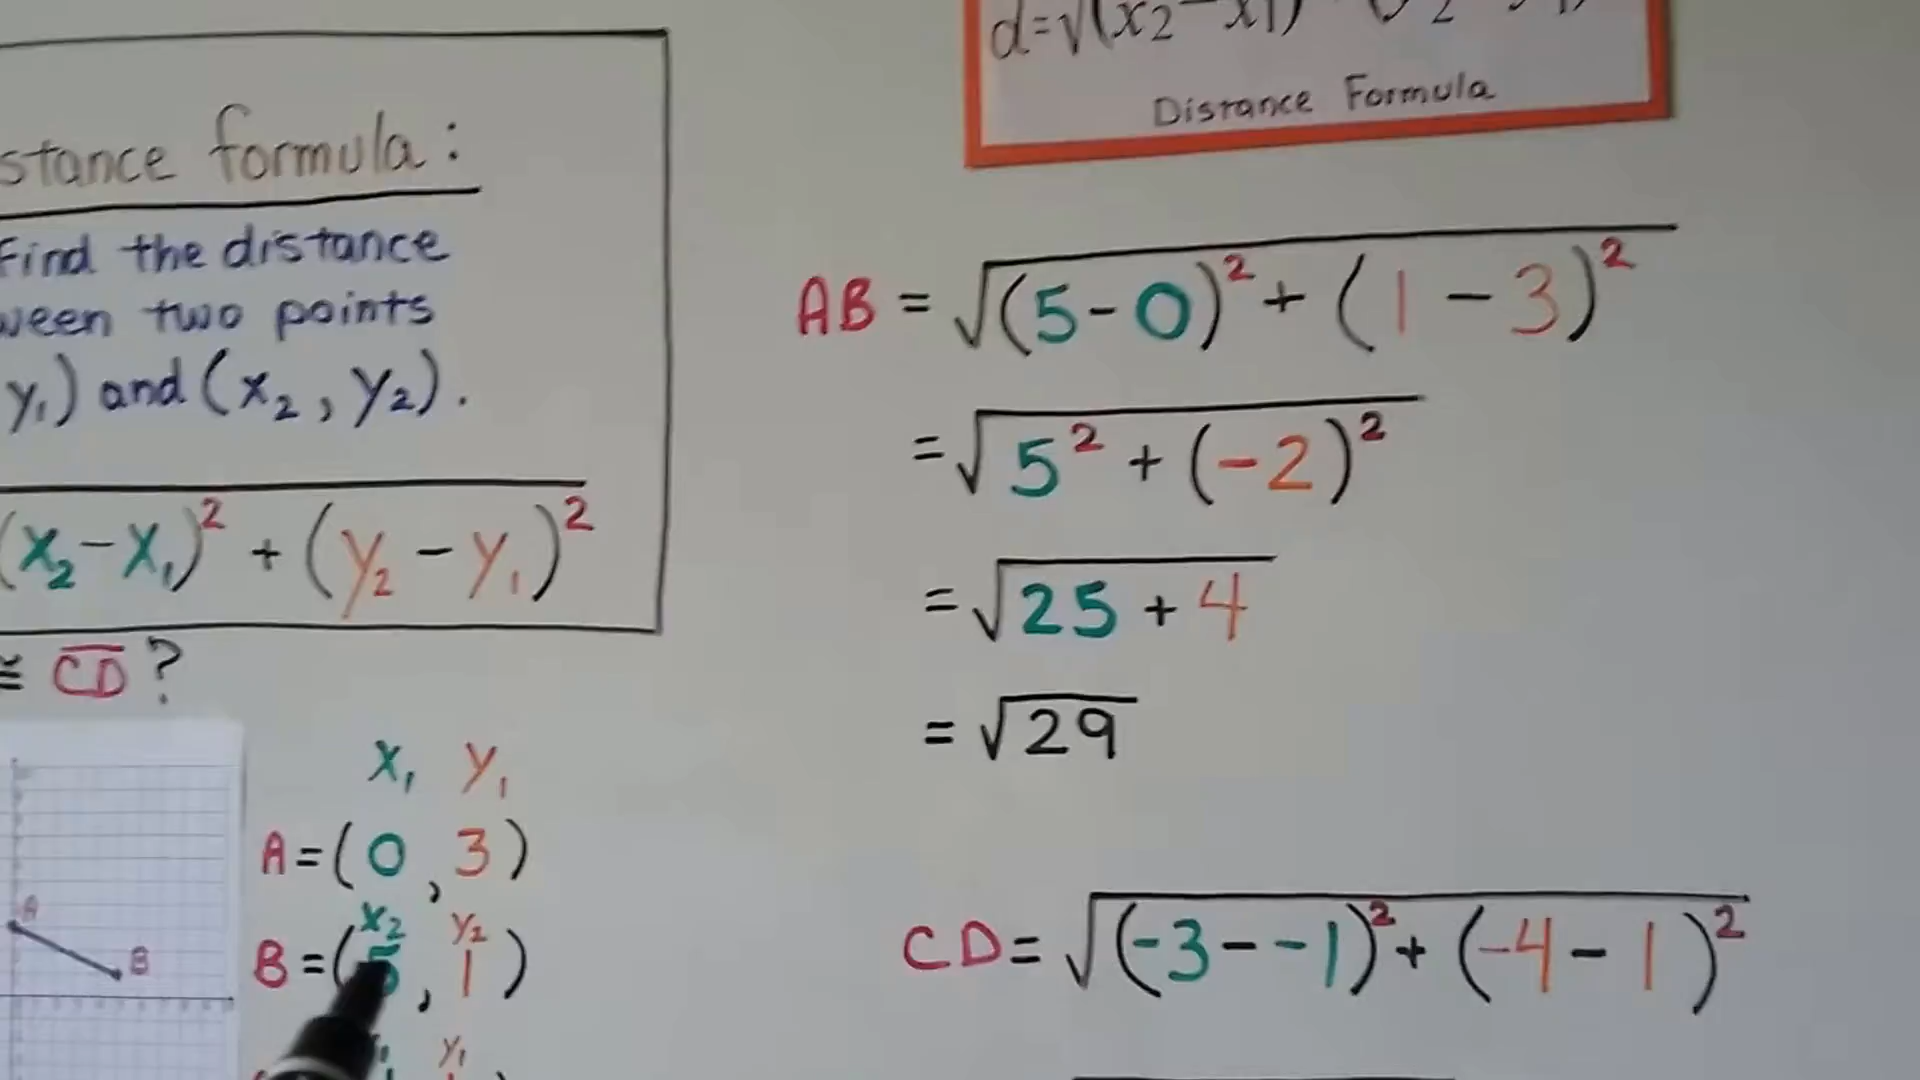 stance formula:
Find the distance
ween two points
y₁) and (x₂, y₂).
(x₂-x₁)² + (y₂ - y₁)²
≅ CD ?
x₁ y₁
A = (0, 3)
x₂ y₂
B = (5, 1)
y₁
A
B
d=√(x₂-x₁)
Distance Formula
AB = √(5-0)² + (1-3)²
= √5² + (-2)²
= √25 + 4
= √29
CD = √(-3--1)² + (-4-1)²